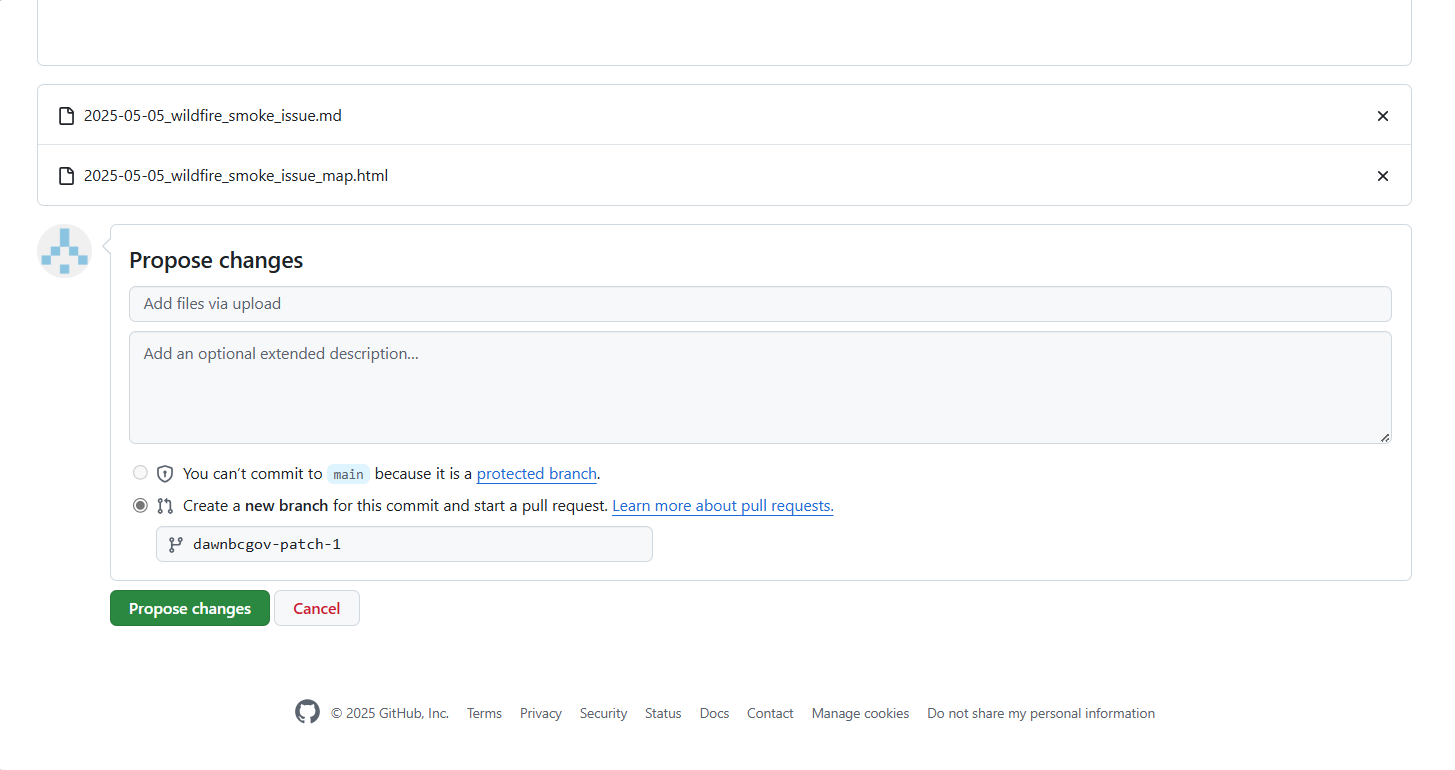 2025-05-05_wildfire_smoke_issue.md
2025-05-05_wildfire_smoke_issue_map.html
Propose changes
Add files via upload
Add an optional extended description...
You can't commit to main because it is a protected branch.
Create a new branch for this commit and start a pull request. Learn more about pull requests.
dawnbcgov-patch-1
Propose changes Cancel
© 2025 GitHub, Inc. Terms Privacy Security Status Docs Contact Manage cookies Do not share my personal information